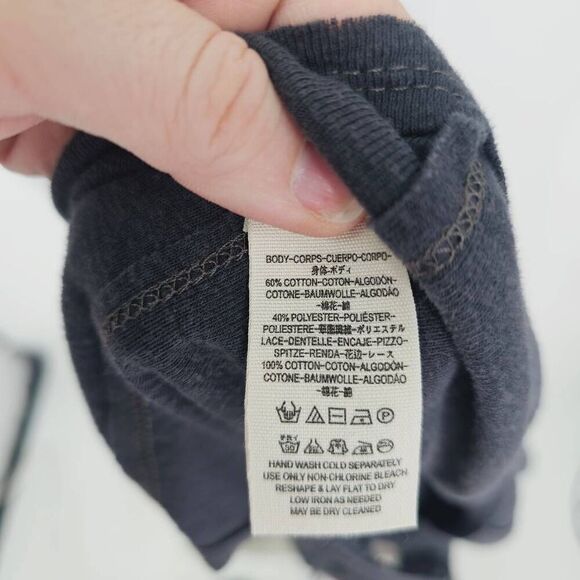 BODY-CORPS-CUERPO-CORPO-
身体-ボディ
60% COTTON-COTON-ALGODÓN-
COTONE-BAUMWOLLE-ALGODÃO
-棉花-綿
40% POLYESTER-POLIÉSTER-
POLIESTERE-聚脂纖維-ポリエステル
LACE-DENTELLE-ENCAJE-PIZZO-
SPITZE-RENDA-花边-レース
100% COTTON-COTON-ALGODÓN-
COTONE-BAUMWOLLE-ALGODÃO
-棉花-綿
P
HAND WASH COLD SEPARATELY
USE ONLY NON-CHLORINE BLEACH
RESHAPE & LAY FLAT TO DRY
LOW IRON AS NEEDED
MAY BE DRY CLEANED